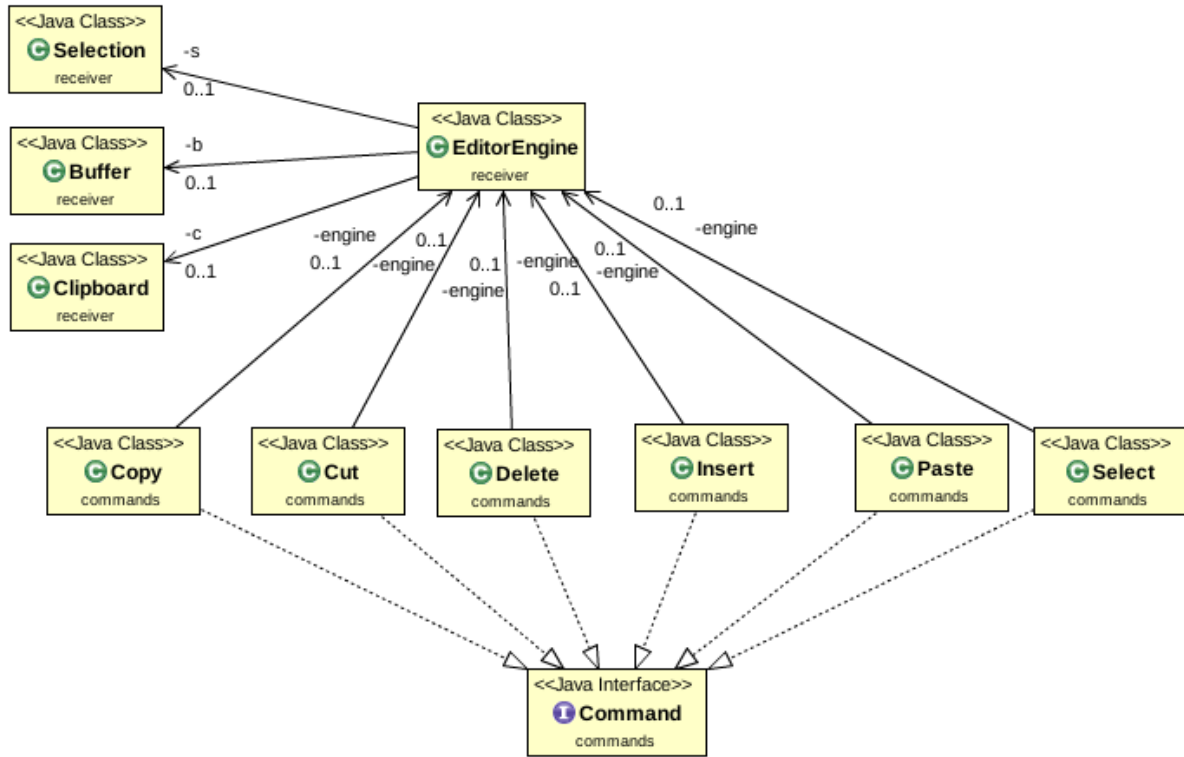 <<Java Class>>
Selection
receiver
-s
0..1
<<Java Class>>
EditorEngine
receiver
<<Java Class>>
Buffer
receiver
-b
0..1
<<Java Class>>
Clipboard
receiver
-c
0..1
-engine
0..1
0..1
-engine
0..1
-engine
-engine
0..1
0..1
-engine
0..1
-engine
<<Java Class>>
Copy
commands
<<Java Class>>
Cut
commands
<<Java Class>>
Delete
commands
<<Java Class>>
Insert
commands
<<Java Class>>
Paste
commands
<<Java Class>>
Select
commands
<<Java Interface>>
Command
commands